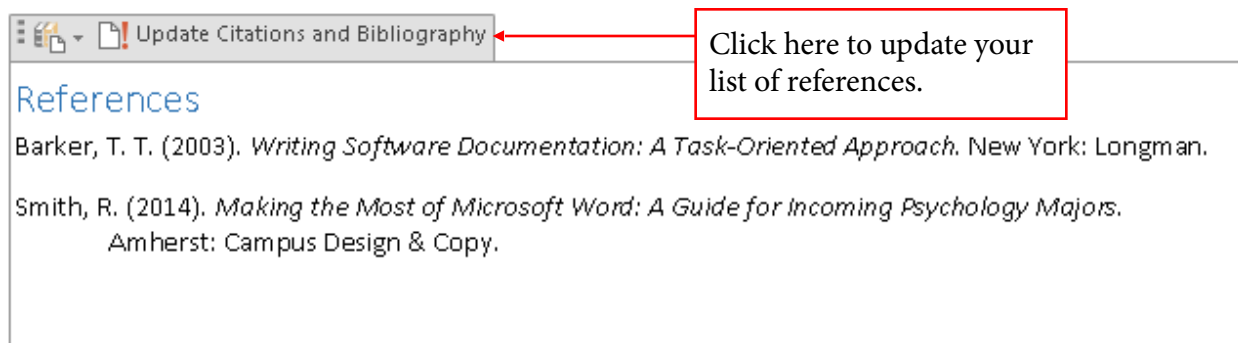 Update Citations and Bibliography
Click here to update your
list of references.
References
Barker, T. T. (2003). Writing Software Documentation: A Task-Oriented Approach. New York: Longman.
Smith, R. (2014). Making the Most of Microsoft Word: A Guide for Incoming Psychology Majors.
Amherst: Campus Design & Copy.